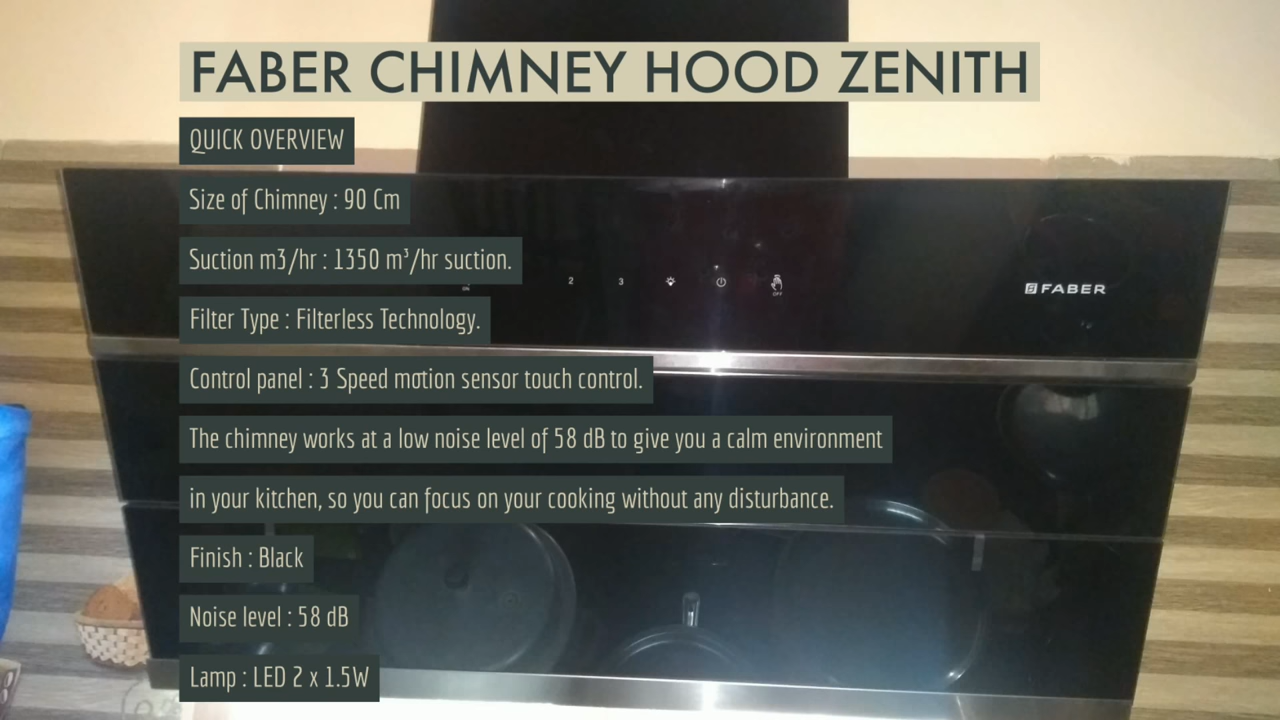 FABER CHIMNEY HOOD ZENITH
QUICK OVERVIEW
Size of Chimney : 90 Cm
Suction m3/hr : 1350 m³/hr suction.
ON
2
3
OFF
FABER
Filter Type : Filterless Technology.
Control panel : 3 Speed motion sensor touch control.
The chimney works at a low noise level of 58 dB to give you a calm environment
in your kitchen, so you can focus on your cooking without any disturbance.
Finish : Black
Noise level : 58 dB
Lamp : LED 2 x 1.5W